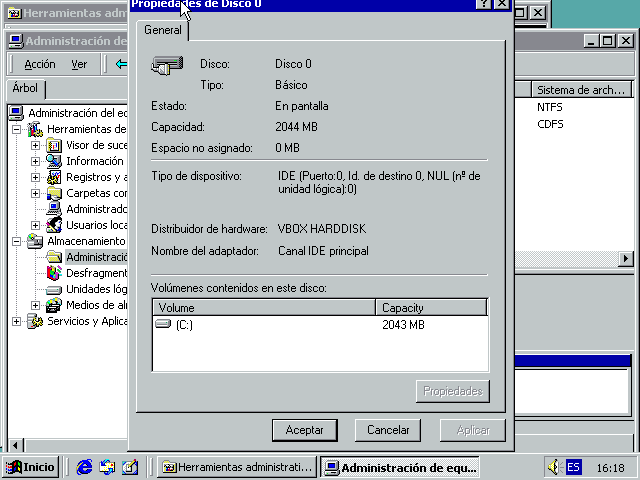 Herramientas adm
Propiedades de Disco 0
Administración de
Acción
Ver
Árbol
Administración del ec
Herramientas de
Visor de suce
Información
Registros y a
Carpetas cor
Administrado
Usuarios loca
Almacenamiento
Administració
Desfragment
Unidades lóg
Medios de alr
Servicios y Aplica
General
Disco:
Disco 0
Tipo:
Básico
Estado:
En pantalla
Capacidad:
2044 MB
Espacio no asignado:
0 MB
Tipo de dispositivo:
IDE (Puerto:0, Id. de destino 0, NUL (nº de
unidad lógica):0)
Distribuidor de hardware:
VBOX HARDDISK
Nombre del adaptador:
Canal IDE principal
Volúmenes contenidos en este disco:
Volume
Capacity
(C:)
2043 MB
Propiedades
Aceptar
Cancelar
Aplicar
Sistema de arch...
NTFS
CDFS
Inicio
Herramientas administrati...
Administración de equ...
ES
16:18